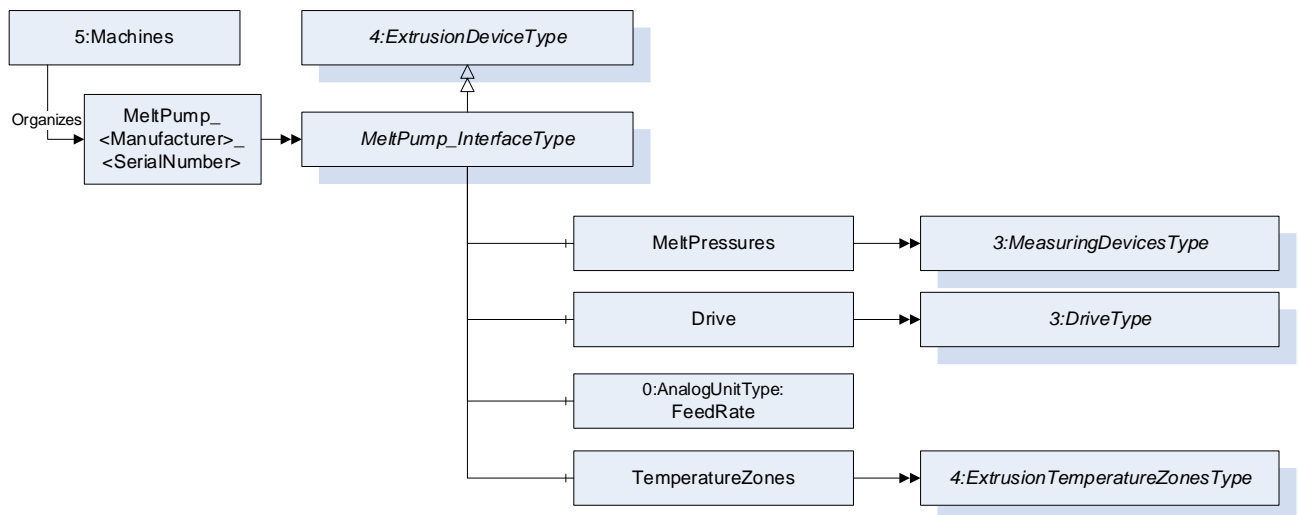 5:Machines
4:ExtrusionDeviceType
Organizes
MeltPump_
<Manufacturer>_
<SerialNumber>
MeltPump_InterfaceType
MeltPressures
3:MeasuringDevicesType
Drive
3:DriveType
0:AnalogUnitType:
FeedRate
TemperatureZones
4:ExtrusionTemperatureZonesType